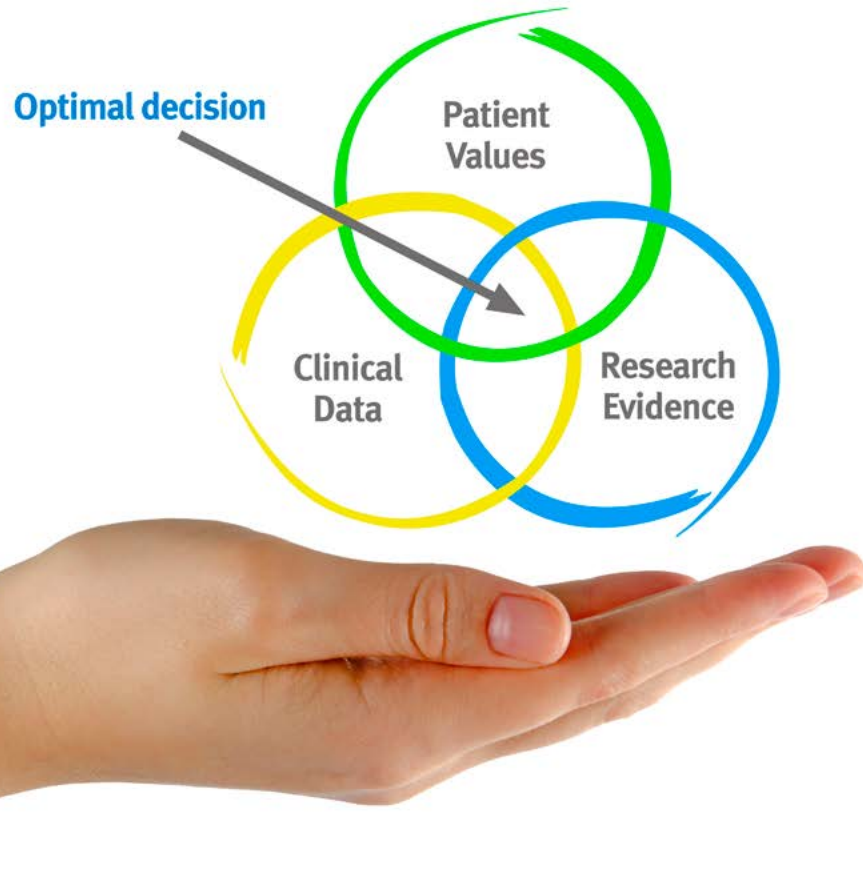 Optimal decision
Patient
Values
Clinical
Data
Research
Evidence